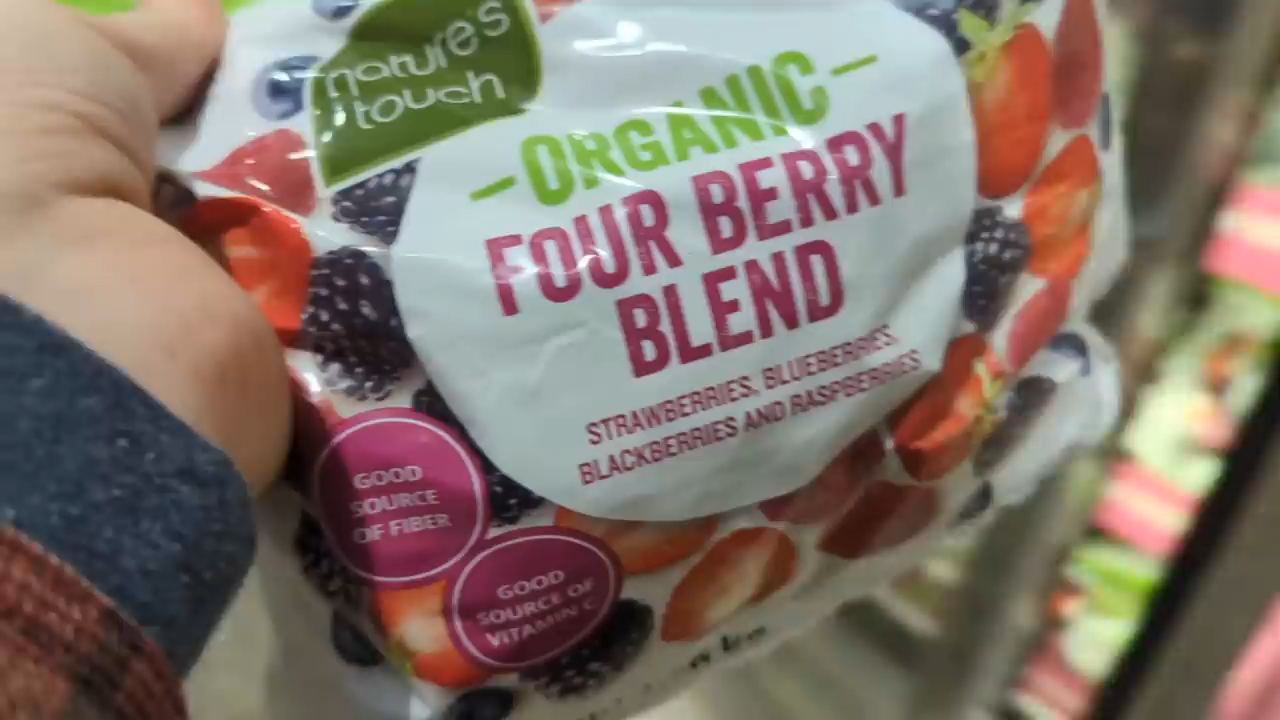 nature's
touch
ORGANIC
FOUR BERRY
BLEND
STRAWBERRIES, BLUEBERRIES,
BLACKBERRIES AND RASPBERRIES
GOOD
SOURCE
OF FIBER
GOOD
SOURCE OF
VITAMIN C